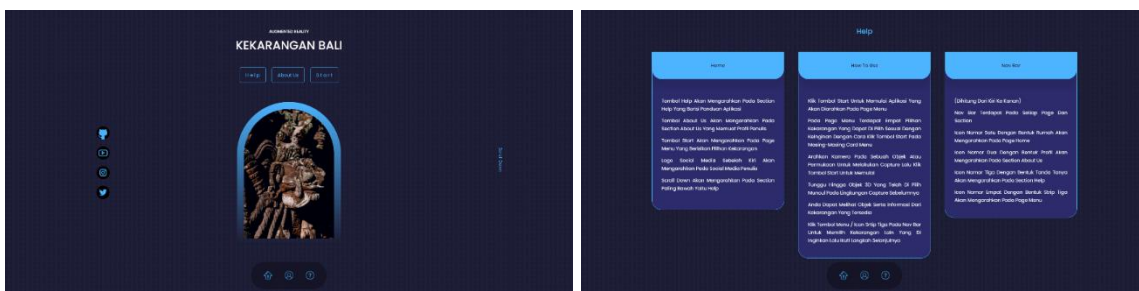 AUGMENTED REALITY
KEKARANGAN BALI
Help
About Us
Start
Scroll Down
Help
Home
Tombol Help Akan Mengarahkan Pada Section
Help Yang Berisi Panduan Aplikasi
Tombol About Us Akan Mengarahkan Pada
Section About Us Yang Memuat Profil Penulis
Tombol Start Akan Mengarahkan Pada Page
Menu Yang Berisikan Pilihan Kekarangan
Logo Social Media Sebelah Kiri Akan
Mengarahkan Pada Social Media Penulis
Scroll Down Akan Mengarahkan Pada Section
Paling Bawah Yaitu Help
How To Use
Klik Tombol Start Untuk Memulai Aplikasi Yang
Akan Diarahkan Pada Page Menu
Pada Page Menu Terdapat Empat Pilihan
Kekarangan Yang Dapat Di Pilih Sesuai Dengan
Keinginan Dengan Cara Klik Tombol Start Pada
Masing-Masing Card Menu
Arahkan Kamera Pada Sebuah Objek Atau
Permukaan Untuk Melakukan Capture Lalu Klik
Tombol Start Untuk Memulai
Tunggu Hingga Objek 3D Yang Telah Di Pilih
Muncul Pada Lingkungan Capture Sebelumnya
Anda Dapat Melihat Objek Serta Informasi Dari
Kekarangan Yang Tersedia
Klik Tombol Menu / Icon Strip Tiga Pada Nav Bar
Untuk Memilih Kekarangan Lain Yang Di
Inginkan Lalu Ikuti Langkah Selanjutnya
Nav Bar
(Dihitung Dari Kiri Ke Kanan)
Nav Bar Terdapat Pada Setiap Page Dan
Section
Icon Nomor Satu Dengan Bentuk Rumah Akan
Mengarahkan Pada Page Home
Icon Nomor Dua Dengan Bentuk Profil Akan
Mengarahkan Pada Section About Us
Icon Nomor Tiga Dengan Bentuk Tanda Tanya
Akan Mengarahkan Pada Section Help
Icon Nomor Empat Dengan Bentuk Strip Tiga
Akan Mengarahkan Pada Page Menu